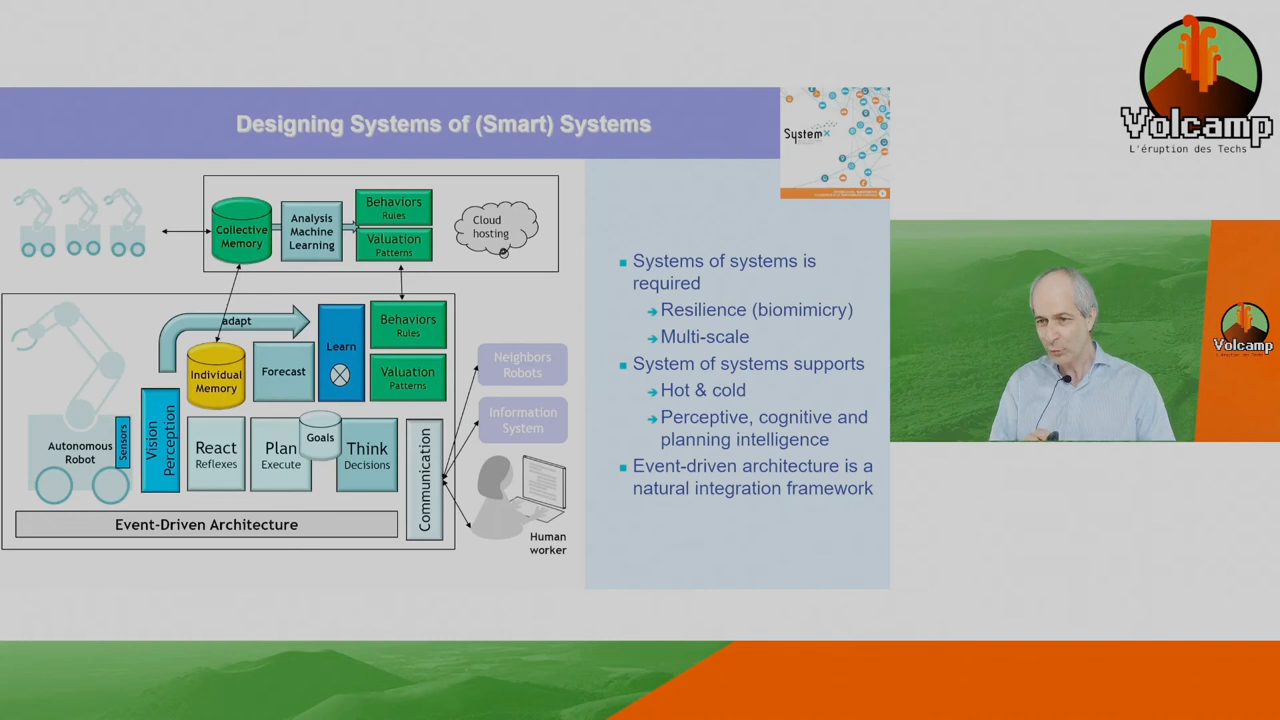 Volcamp
L'éruption des Techs
Designing Systems of (Smart) Systems
SystemX
Collective
Memory
Analysis
Machine
Learning
Behaviors
Rules
Valuation
Patterns
Cloud
hosting
adapt
Individual
Memory
Forecast
Learn
Behaviors
Rules
Valuation
Patterns
Autonomous
Robot
Sensors
Vision
Perception
React
Reflexes
Plan
Execute
Goals
Think
Decisions
Communication
Event-Driven Architecture
Neighbors
Robots
Information
System
Human
worker
Systems of systems is
required
Resilience (biomimicry)
Multi-scale
System of systems supports
Hot & cold
Perceptive, cognitive and
planning intelligence
Event-driven architecture is a
natural integration framework
Volcamp